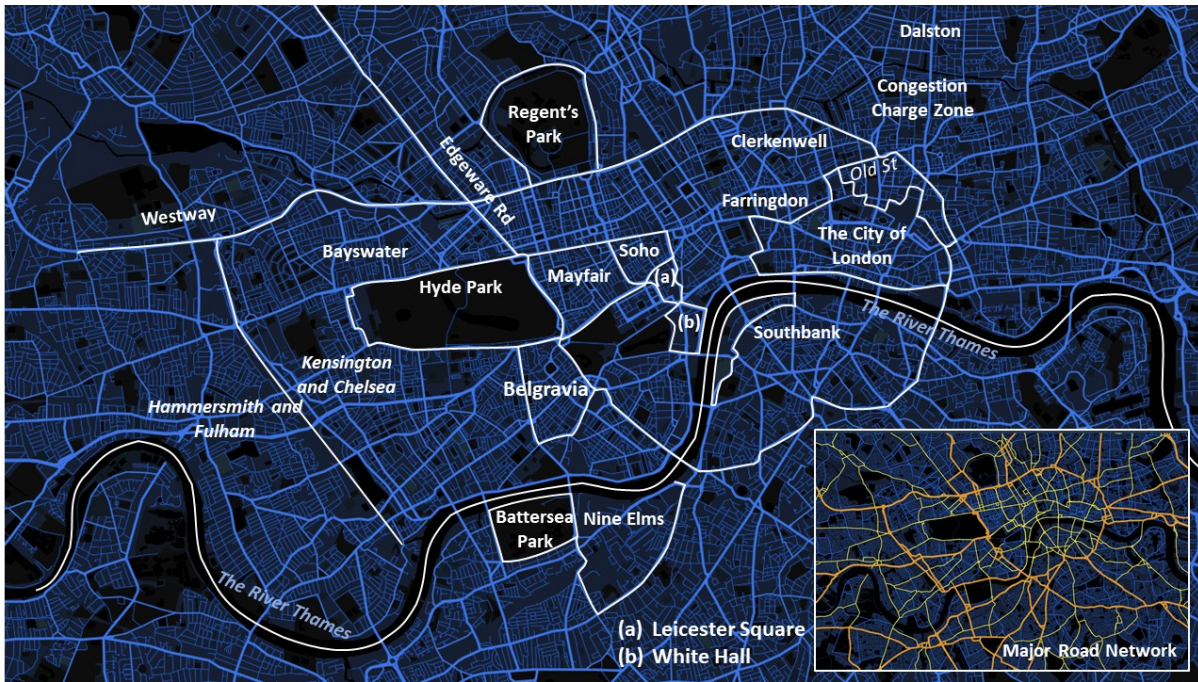 Dalston
Congestion
Charge Zone
Regent's
Park
Clerkenwell
Edgeware Rd
Old St
Farringdon
Westway
The City of
London
Bayswater
Soho
Mayfair
(a)
Hyde Park
(b)
Southbank
The River Thames
Kensington
and Chelsea
Belgravia
Hammersmith and
Fulham
Battersea
Park
Nine Elms
The River Thames
(a) Leicester Square
(b) White Hall
Major Road Network